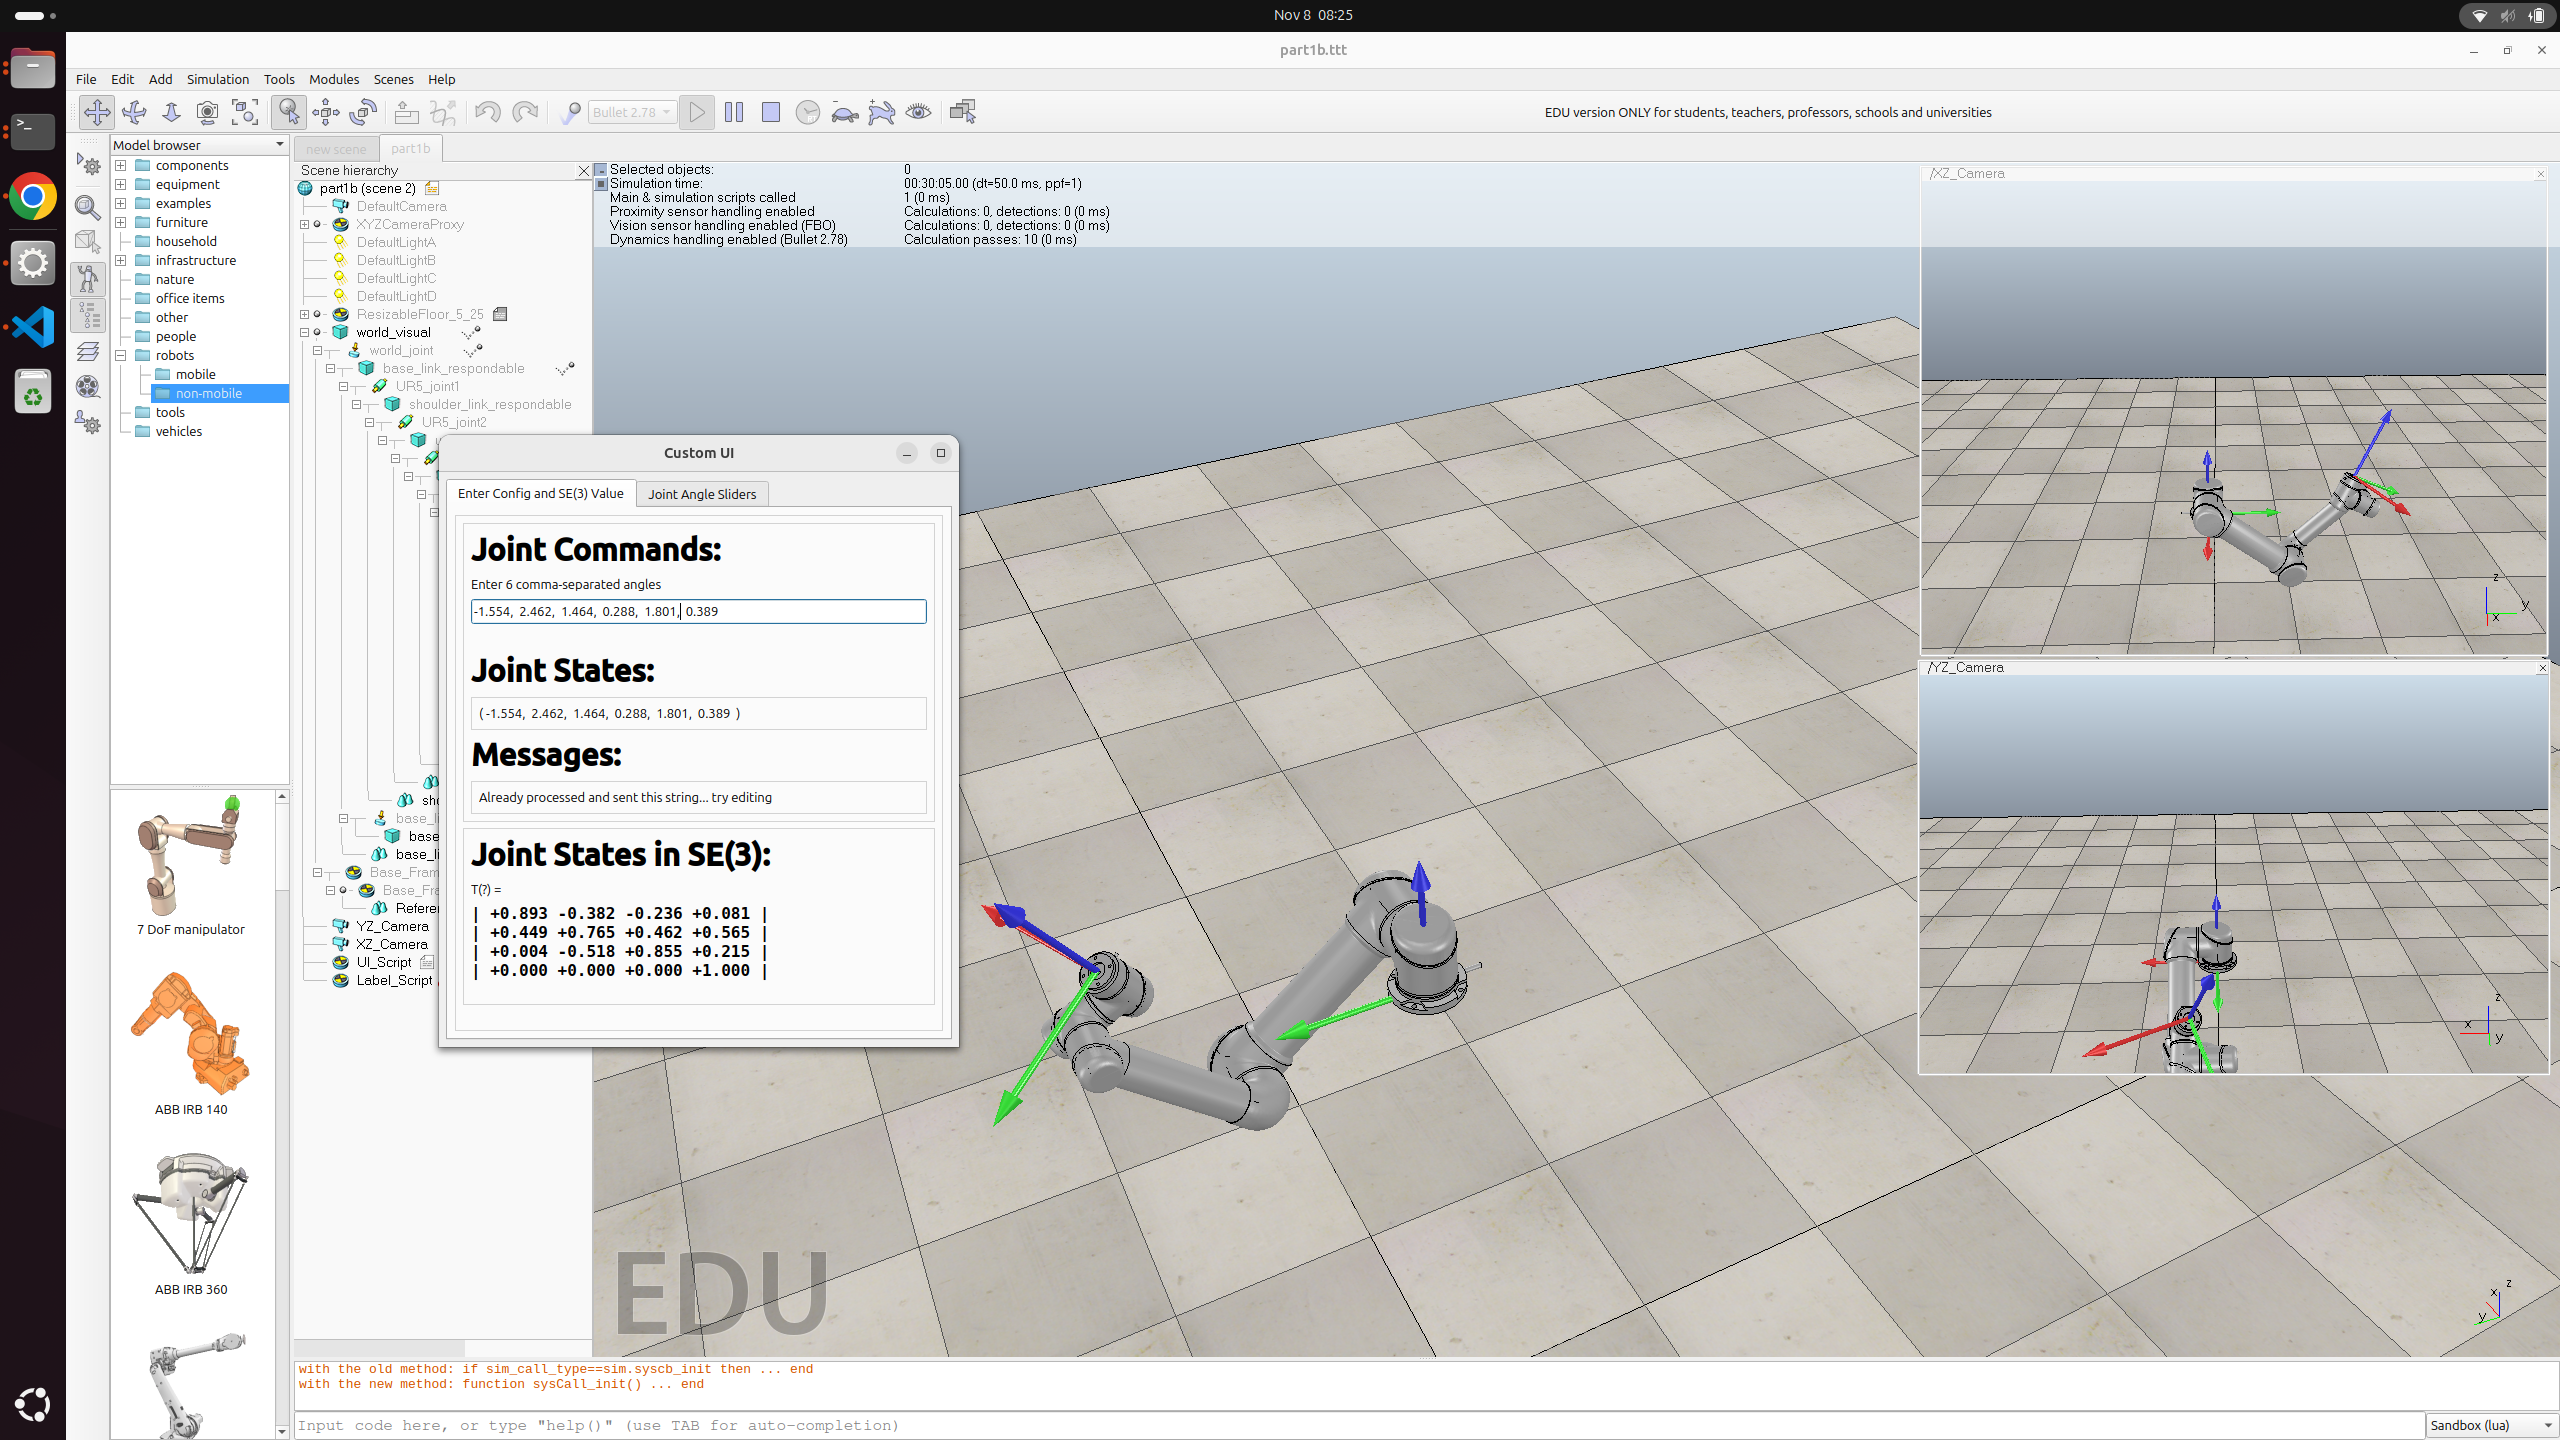 Nov 8 08:25
part1b.ttt
File Edit Add Simulation Tools Modules Scenes Help
Bullet 2.78
EDU version ONLY for students, teachers, professors, schools and universities
Model browser
components
equipment
examples
furniture
household
infrastructure
nature
office items
other
people
robots
mobile
non-mobile
tools
vehicles
7 DoF manipulator
ABB IRB 140
ABB IRB 360
new scene
part1b
Scene hierarchy
part1b (scene 2)
DefaultCamera
XYZCameraProxy
DefaultLightA
DefaultLightB
DefaultLightC
DefaultLightD
ResizableFloor_5_25
world_visual
world_joint
base_link_respondable
UR5_joint1
shoulder_link_respondable
UR5_joint2
base_li
base
base_li
Base_Fram
Base_Fra
Referen
YZ_Camera
XZ_Camera
UI_Script
Label_Script
Selected objects: 0
Simulation time: 00:30:05.00 (dt=50.0 ms, ppf=1)
Main & simulation scripts called 1 (0 ms)
Proximity sensor handling enabled Calculations: 0, detections: 0 (0 ms)
Vision sensor handling enabled (FBO) Calculations: 0, detections: 0 (0 ms)
Dynamics handling enabled (Bullet 2.78) Calculation passes: 10 (0 ms)
Custom UI
Enter Config and SE(3) Value
Joint Angle Sliders
Joint Commands:
Enter 6 comma-separated angles
-1.554, 2.462, 1.464, 0.288, 1.801, 0.389
Joint States:
(-1.554, 2.462, 1.464, 0.288, 1.801, 0.389 )
Messages:
Already processed and sent this string... try editing
Joint States in SE(3):
T(?) =
| +0.893 -0.382 -0.236 +0.081 |
| +0.449 +0.765 +0.462 +0.565 |
| +0.004 -0.518 +0.855 +0.215 |
| +0.000 +0.000 +0.000 +1.000 |
/XZ_Camera
z
y
x
/YZ_Camera
z
x
y
z
x
y
EDU
with the old method: if sim_call_type==sim.syscb_init then ... end
with the new method: function sysCall_init() ... end
Input code here, or type "help()" (use TAB for auto-completion)
Sandbox (lua)